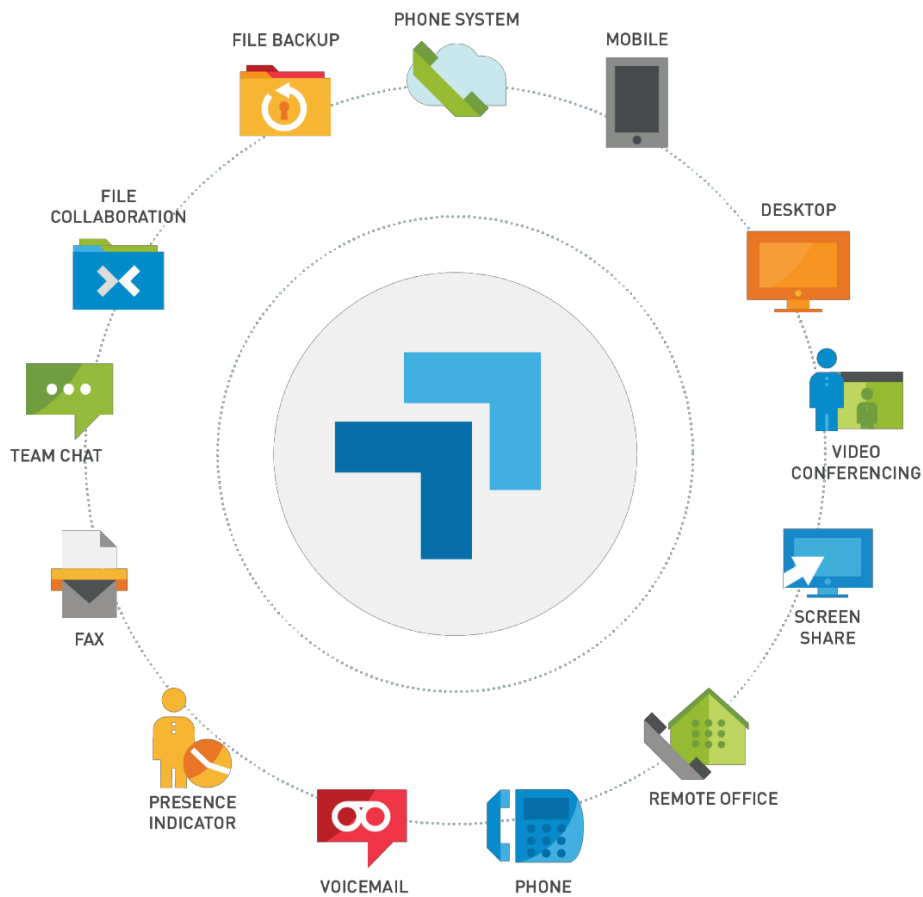 PHONE SYSTEM
FILE BACKUP
MOBILE
FILE
COLLABORATION
DESKTOP
TEAM CHAT
VIDEO
CONFERENCING
FAX
SCREEN
SHARE
PRESENCE
INDICATOR
REMOTE OFFICE
VOICEMAIL
PHONE